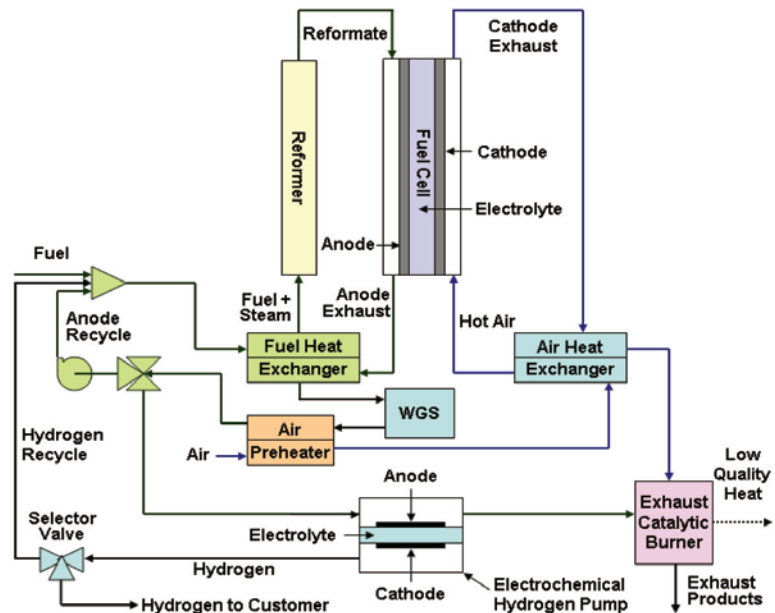 Reformate
Cathode
Exhaust
Reformer
Fuel Cell
Cathode
Electrolyte
Anode
Fuel
Fuel +
Steam
Anode
Exhaust
Hot Air
Anode
Recycle
Fuel Heat
Exchanger
Air Heat
Exchanger
WGS
Air
Preheater
Air
Hydrogen
Recycle
Anode
Low
Quality
Heat
Exhaust
Catalytic
Burner
Selector
Valve
Electrolyte
Hydrogen
Cathode
Electrochemical
Hydrogen Pump
Exhaust
Products
Hydrogen to Customer